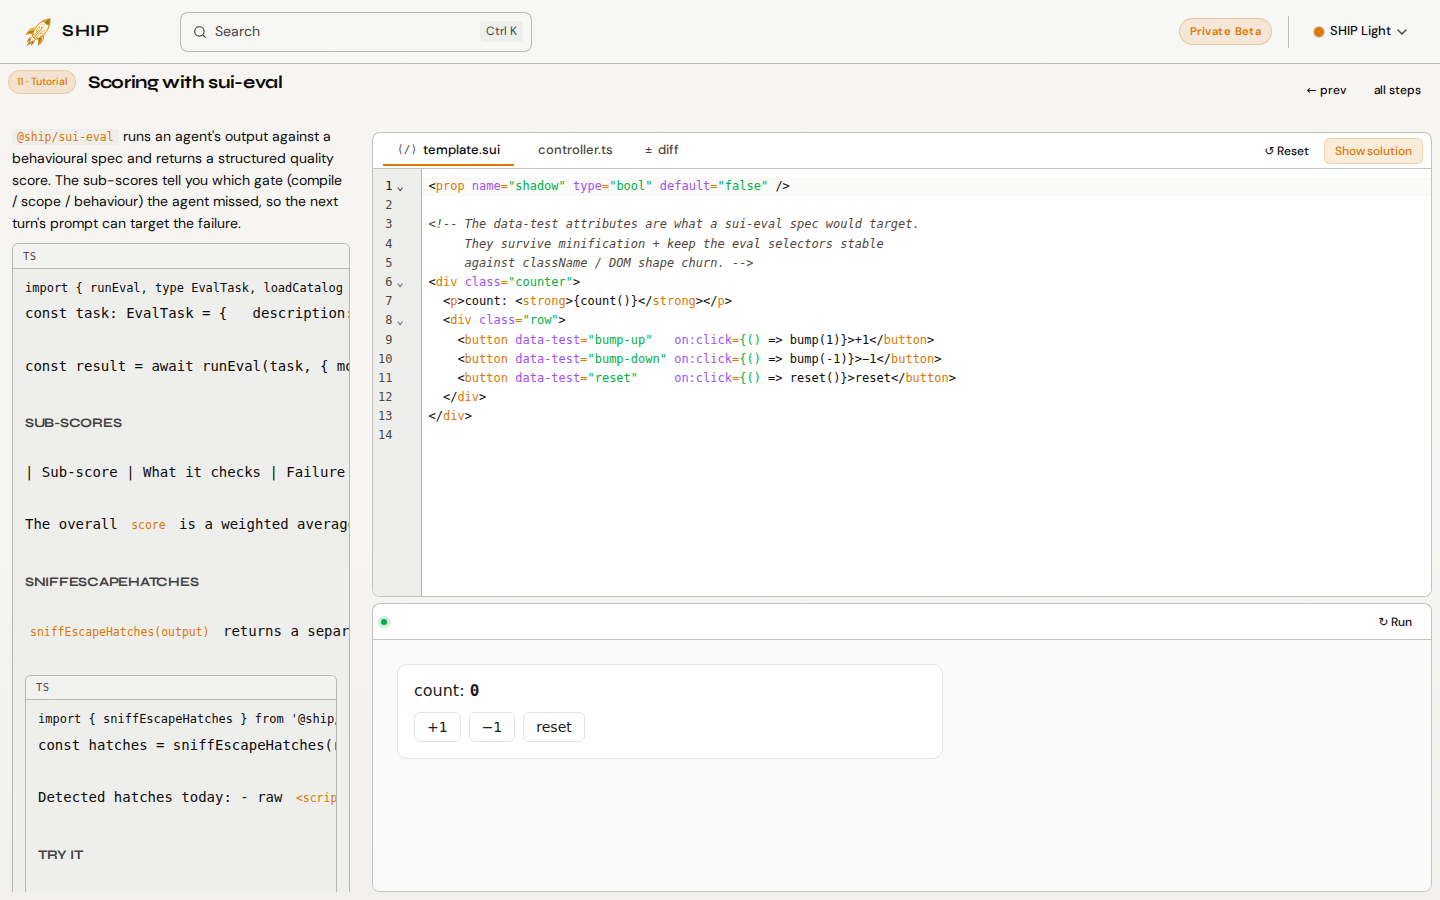 SHIP
Search
Ctrl K
Private Beta
SHIP Light
11 · Tutorial
Scoring with sui-eval
← prev
all steps
@ship/sui-eval runs an agent's output against a
behavioural spec and returns a structured quality
score. The sub-scores tell you which gate (compile
/ scope / behaviour) the agent missed, so the next
turn's prompt can target the failure.
TS
import { runEval, type EvalTask, loadCatalog
const task: EvalTask = {   description:
const result = await runEval(task, { mo
SUB-SCORES
| Sub-score | What it checks | Failure
The overall score is a weighted average
SNIFFESCAPEHATCHES
sniffEscapeHatches(output) returns a separ
TS
import { sniffEscapeHatches } from '@ship/
const hatches = sniffEscapeHatches(
Detected hatches today: - raw <scrip
TRY IT
⟨/⟩ template.sui
controller.ts
± diff
↺ Reset
Show solution
1 <prop name="shadow" type="bool" default="false" />
2
3 <!-- The data-test attributes are what a sui-eval spec would target.
4      They survive minification + keep the eval selectors stable
5      against className / DOM shape churn. -->
6 <div class="counter">
7   <p>count: <strong>{count()}</strong></p>
8   <div class="row">
9     <button data-test="bump-up"   on:click={() => bump(1)}>+1</button>
10     <button data-test="bump-down" on:click={() => bump(-1)}>−1</button>
11     <button data-test="reset"     on:click={() => reset()}>reset</button>
12   </div>
13 </div>
14
↻ Run
count: 0
+1
−1
reset